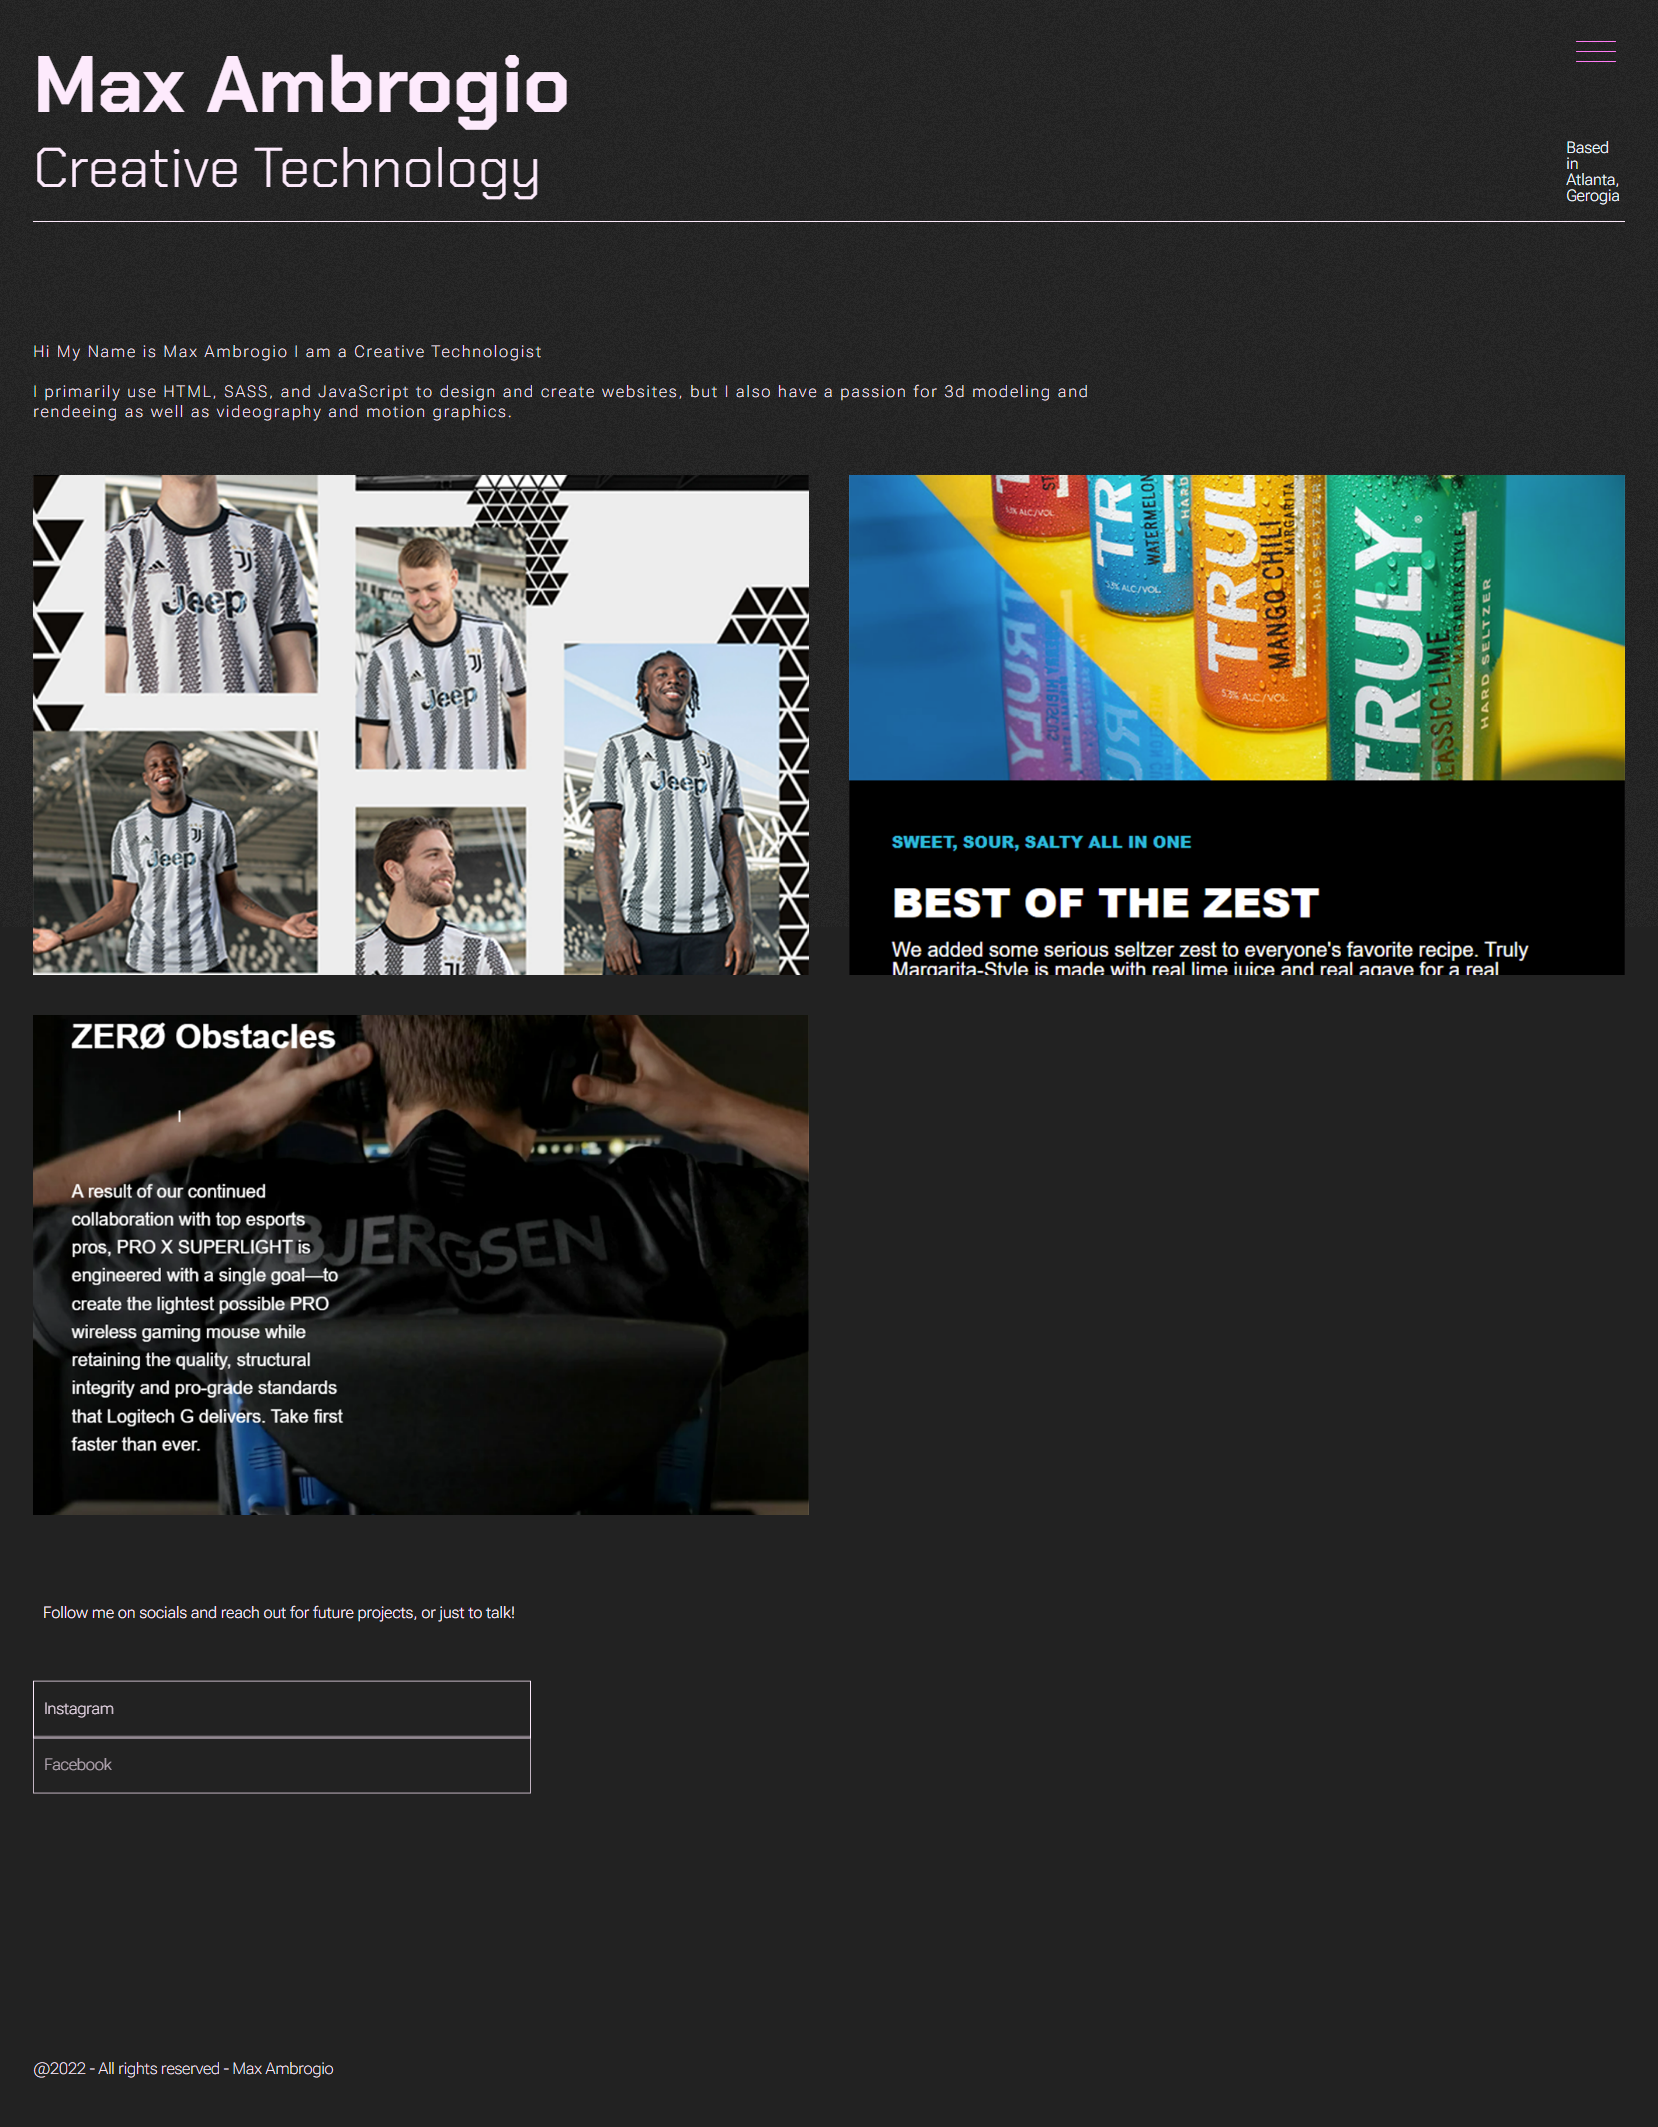 Max Ambrogio
Creative Technology
Based
in
Atlanta,
Gerogia
Hi My Name is Max Ambrogio I am a Creative Technologist
I primarily use HTML, SASS, and JavaScript to design and create websites, but I also have a passion for 3d modeling and
rendeeing as well as videography and motion graphics.
Jeep
Jeep
Jeep
Jeep
TRULY
WATERMELON
HARD
5.3% ALC/VOL.
TRULY
MANGO CHILI
MARGARITA
HARD SELTZER
5.3% ALC/VOL.
TRULY
CLASSIC LIME
MARGARITA STYLE
HARD SELTZER
SWEET, SOUR, SALTY ALL IN ONE
BEST OF THE ZEST
We added some serious seltzer zest to everyone's favorite recipe. Truly
Margarita-Style is made with real lime juice and real agave for a real
ZERØ Obstacles
BJERGSEN
A result of our continued
collaboration with top esports
pros, PRO X SUPERLIGHT is
engineered with a single goal—to
create the lightest possible PRO
wireless gaming mouse while
retaining the quality, structural
integrity and pro-grade standards
that Logitech G delivers. Take first
faster than ever.
Follow me on socials and reach out for future projects, or just to talk!
Instagram
Facebook
@2022 - All rights reserved - Max Ambrogio